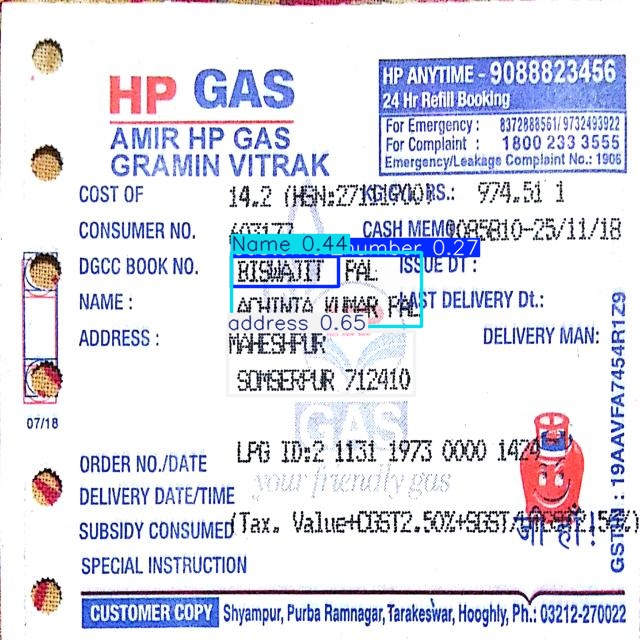 HP GAS
AMIR HP GAS
GRAMIN VITRAK
HP ANYTIME - 9088823456
24 Hr Refill Booking
For Emergency : 8372888561/9732493922
For Complaint : 1800 233 3555
Emergency/Leakage Complaint No.: 1906
COST OF 14.2 (HSN:27111900) RS.: 974.51 1
CONSUMER NO. 603177 CASH MEMO 0085810-25/11/18
Name 0.44 number 0.27
DGCC BOOK NO. BISWAJIT PAL ISSUE DT :
NAME : ACHINTA KUMAR PAL LAST DELIVERY Dt.:
address 0.65
ADDRESS : MAHESHPUR DELIVERY MAN:
SOMSERPUR 712410
GAS
07/18
LPG ID:2 1131 1973 0000 1424
ORDER NO./DATE
your friendly gas
DELIVERY DATE/TIME
SUBSIDY CONSUMED (Tax. Value+CGST2.50%+SGST/
जी हाँ!
SPECIAL INSTRUCTION
GSTIN : 19AAVFA7454R1Z9
CUSTOMER COPY Shyampur, Purba Ramnagar, Tarakeswar, Hooghly, Ph.: 03212-270022